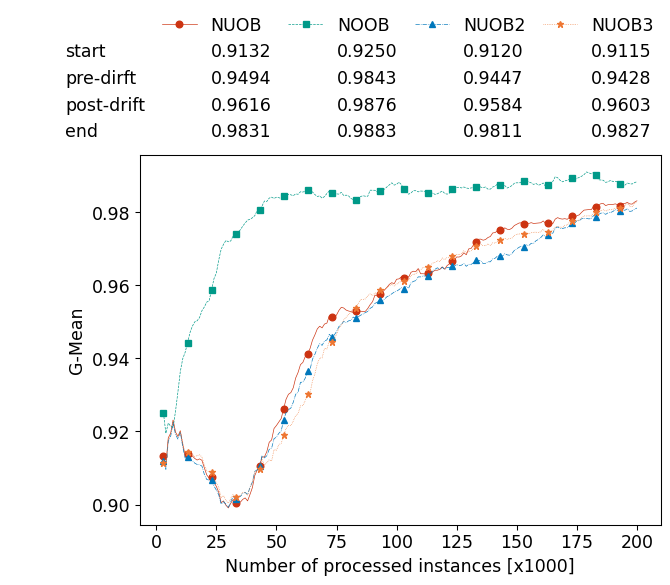 NUOB NOOB NUOB2 NUOB3
start 0.9132 0.9250 0.9120 0.9115
pre-dirft 0.9494 0.9843 0.9447 0.9428
post-drift 0.9616 0.9876 0.9584 0.9603
end 0.9831 0.9883 0.9811 0.9827
0.98
0.96
0.94
0.92
0.90
G-Mean
0 25 50 75 100 125 150 175 200
Number of processed instances [x1000]